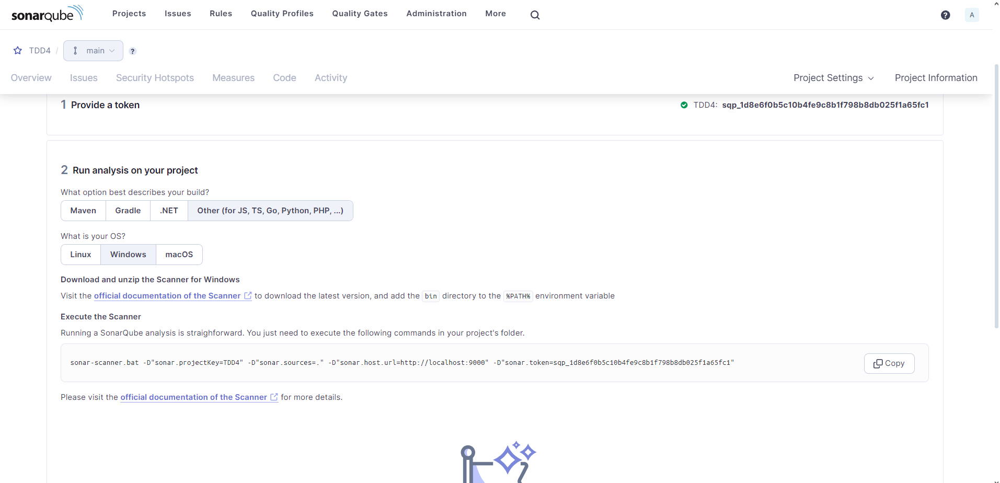 sonarqube Projects Issues Rules Quality Profiles Quality Gates Administration More ? A
TDD4 / main ?
Overview Issues Security Hotspots Measures Code Activity Project Settings Project Information
1 Provide a token TDD4: sqp_1d8e6f0b5c10b4fe9c8b1f798b8db025f1a65fc1
2 Run analysis on your project
What option best describes your build?
Maven Gradle .NET Other (for JS, TS, Go, Python, PHP, ...)
What is your OS?
Linux Windows macOS
Download and unzip the Scanner for Windows
Visit the official documentation of the Scanner to download the latest version, and add the bin directory to the %PATH% environment variable
Execute the Scanner
Running a SonarQube analysis is straighforward. You just need to execute the following commands in your project's folder.
sonar-scanner.bat -D"sonar.projectKey=TDD4" -D"sonar.sources=." -D"sonar.host.url=http://localhost:9000" -D"sonar.token=sqp_1d8e6f0b5c10b4fe9c8b1f798b8db025f1a65fc1" Copy
Please visit the official documentation of the Scanner for more details.